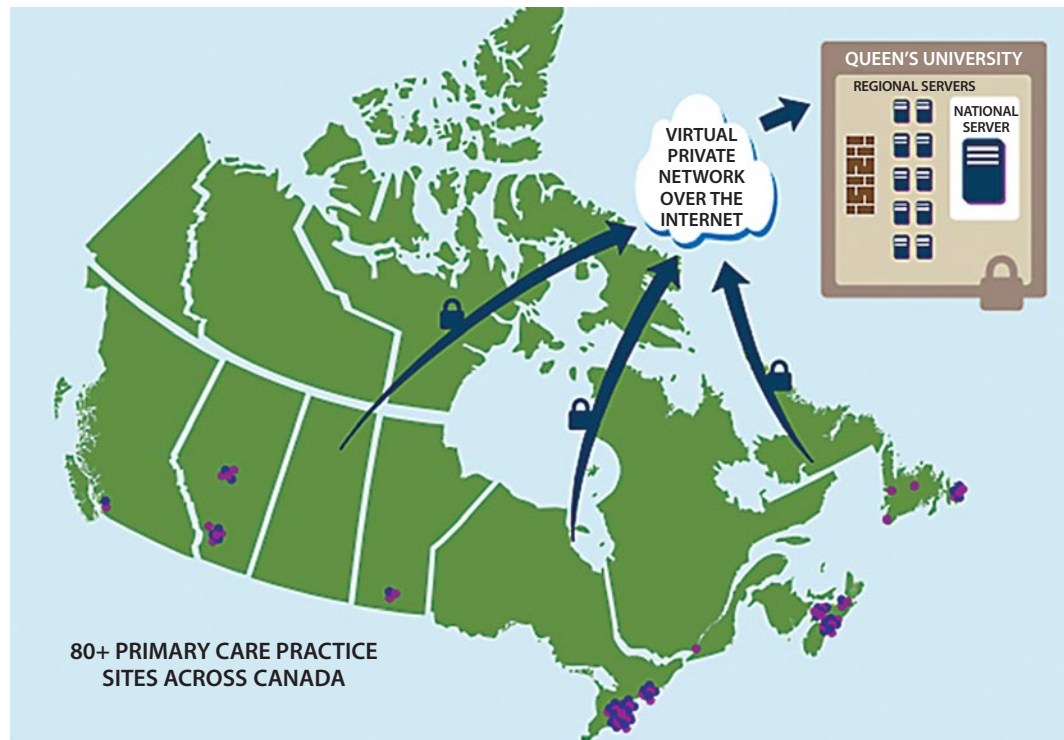 QUEEN'S UNIVERSITY
REGIONAL SERVERS
NATIONAL
SERVER
VIRTUAL
PRIVATE
NETWORK
OVER THE
INTERNET
80+ PRIMARY CARE PRACTICE
SITES ACROSS CANADA